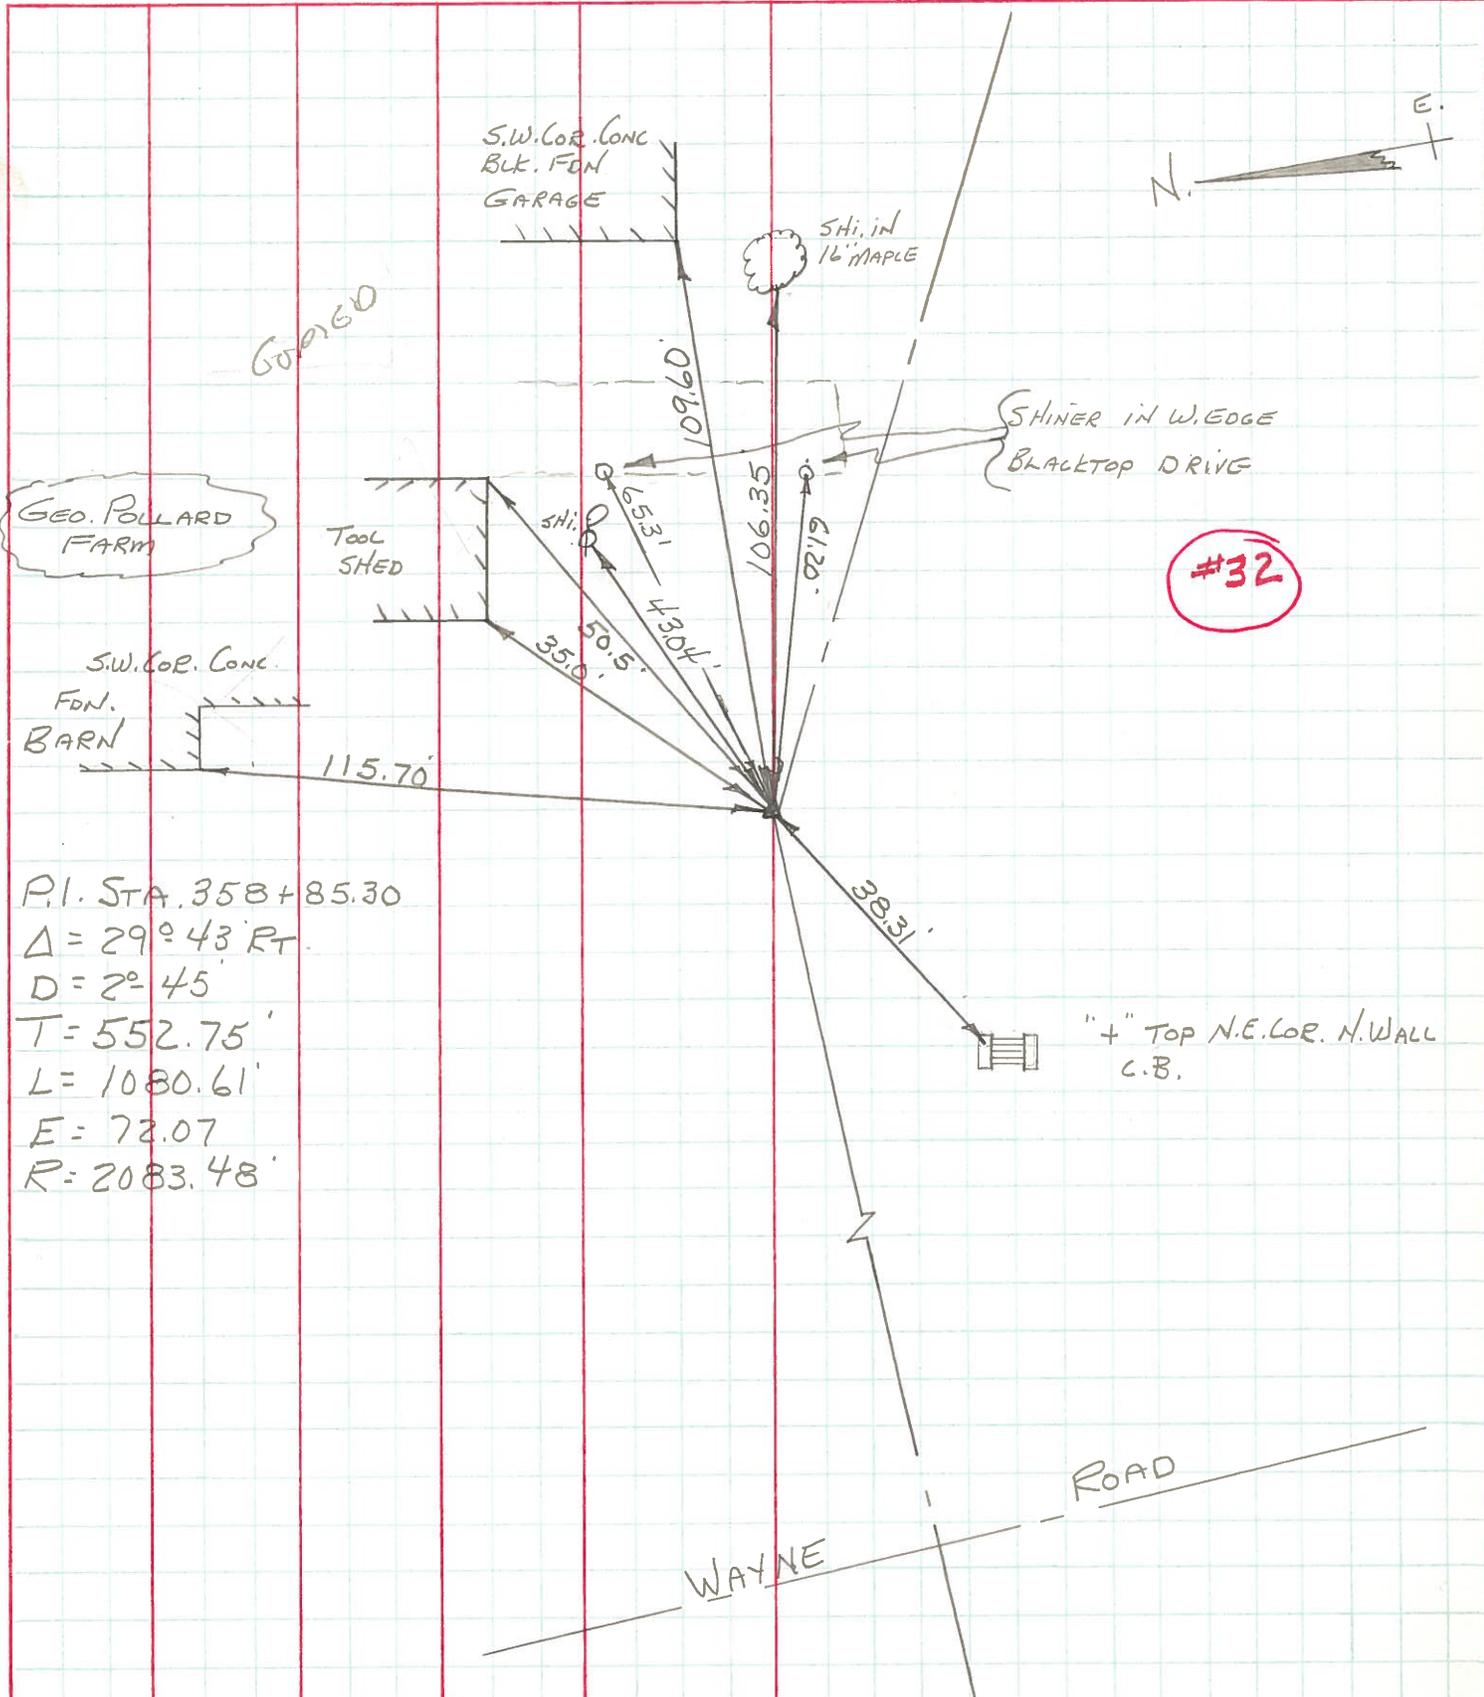 E.
N.
S.W. COR. CONC
BLK. FDN
GARAGE
SHI. IN
16" MAPLE
COPIED
109.60'
SHINER IN W. EDGE
BLACKTOP DRIVE
106.35
65.3'
61.20'
GEO. POLLARD
FARM
TOOL
SHED
SHI.
#32
43.04'
50.5'
35.0'
S.W. COR. CONC.
FDN.
BARN
115.70'
P.I. STA. 358+85.30
Δ = 29° 43' RT.
D = 2° 45'
T = 552.75'
L = 1080.61'
E = 72.07
R = 2083.48'
38.31'
"+" TOP N.E. COR. N. WALL
C.B.
WAYNE ROAD